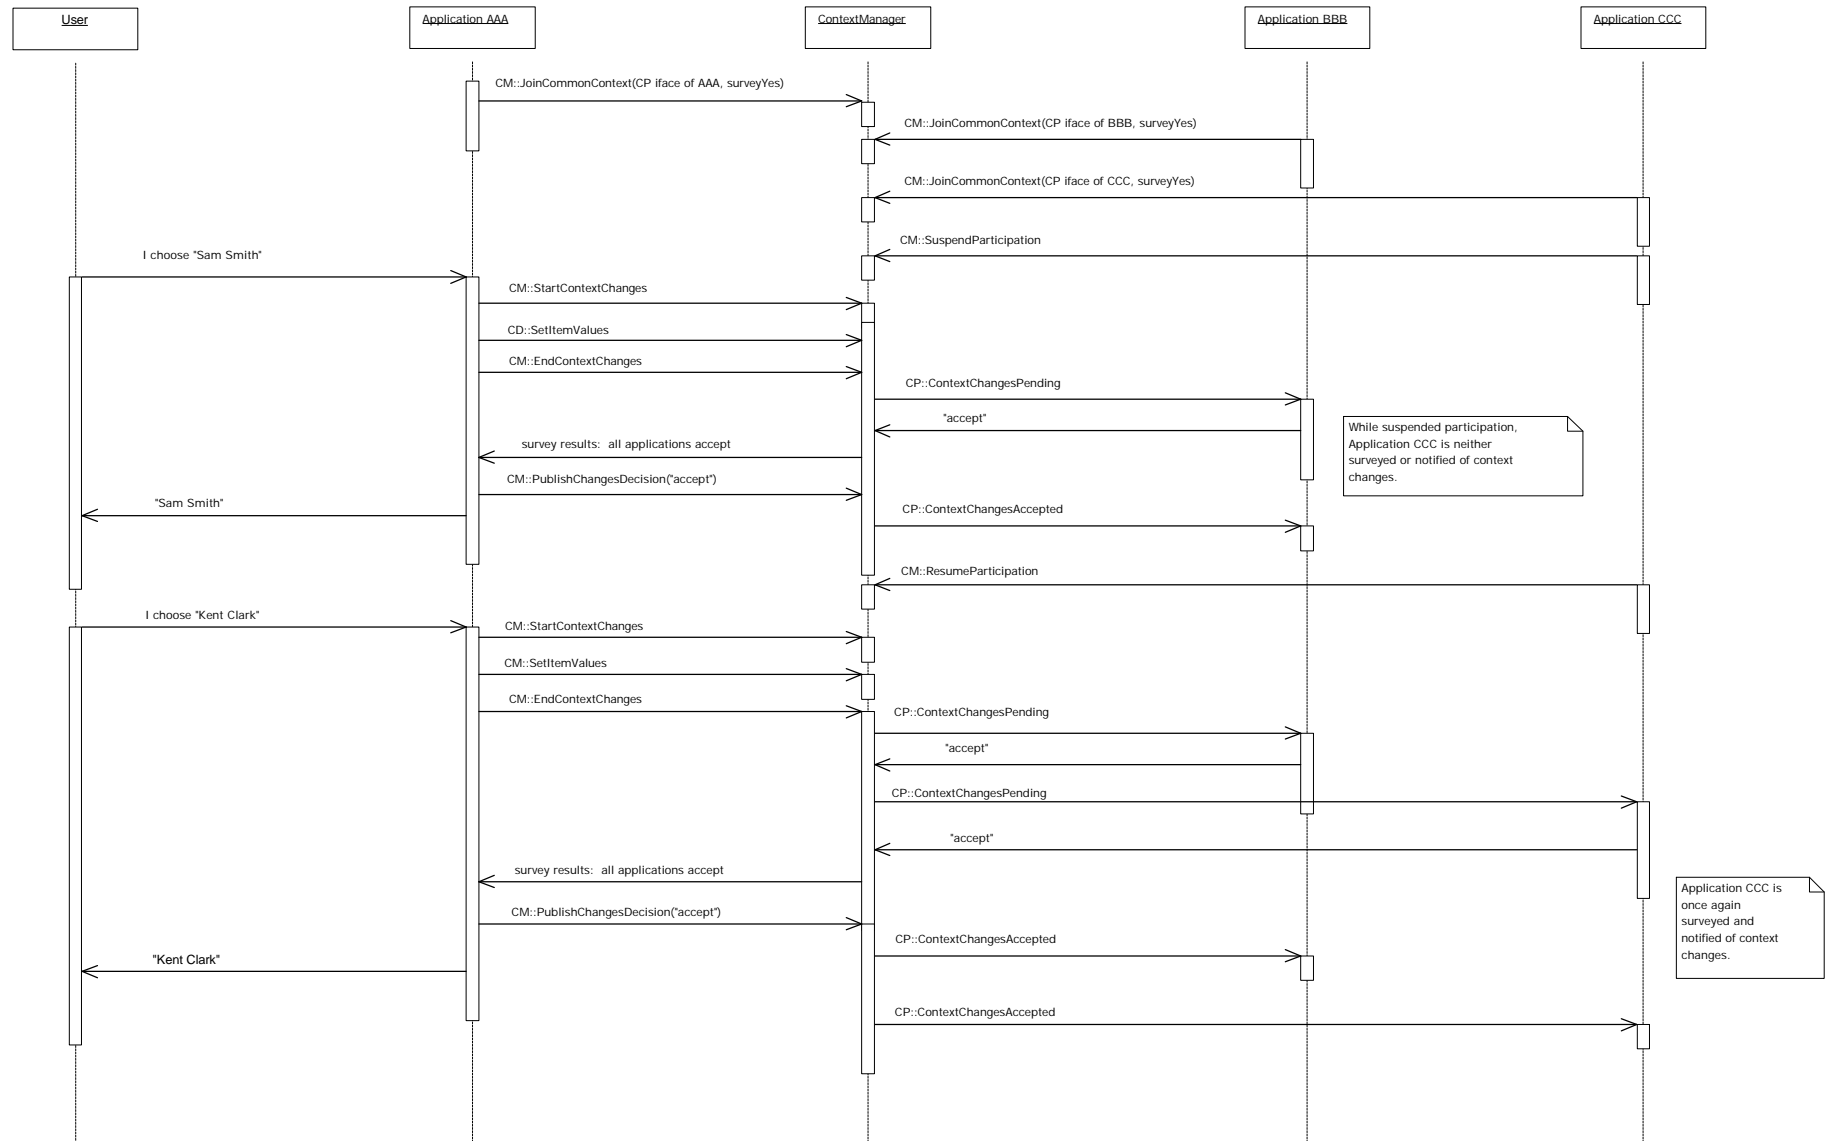 User
Application AAA
ContextManager
Application BBB
Application CCC
CM::JoinCommonContext(CP iface of AAA, surveyYes)
CM::JoinCommonContext(CP iface of BBB, surveyYes)
CM::JoinCommonContext(CP iface of CCC, surveyYes)
CM::SuspendParticipation
I choose "Sam Smith"
CM::StartContextChanges
CD::SetItemValues
CM::EndContextChanges
CP::ContextChangesPending
"accept"
While suspended participation,
Application CCC is neither
surveyed or notified of context
changes.
survey results:  all applications accept
CM::PublishChangesDecision("accept")
"Sam Smith"
CP::ContextChangesAccepted
CM::ResumeParticipation
I choose "Kent Clark"
CM::StartContextChanges
CM::SetItemValues
CM::EndContextChanges
CP::ContextChangesPending
"accept"
CP::ContextChangesPending
"accept"
survey results:  all applications accept
Application CCC is
once again
surveyed and
notified of context
changes.
CM::PublishChangesDecision("accept")
CP::ContextChangesAccepted
"Kent Clark"
CP::ContextChangesAccepted